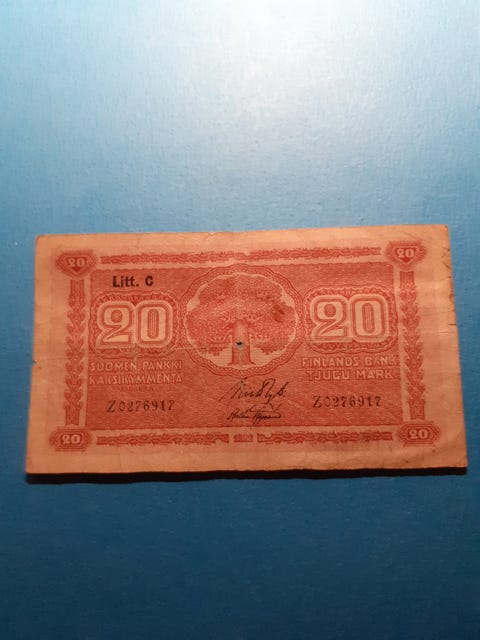 20 20
Litt. C
20 20
SUOMEN PANKKI FINLANDS BANK
KAKSIKYMMENTÄ TJUGU MARK
Z0276917 Z0276917
20 20